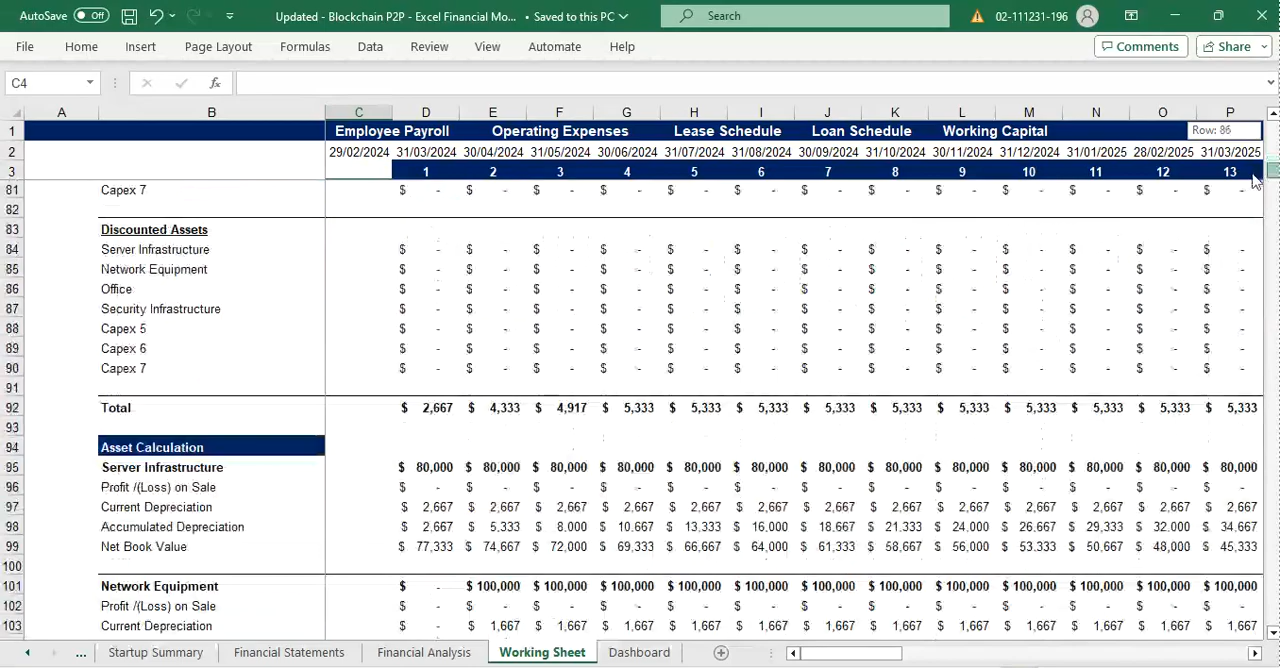 AutoSave Off Updated - Blockchain P2P - Excel Financial Mo... • Saved to this PC Search 02-111231-196
File Home Insert Page Layout Formulas Data Review View Automate Help Comments Share
C4 fx
A B C D E F G H I J K L M N O P
1 Employee Payroll Operating Expenses Lease Schedule Loan Schedule Working Capital Row: 86
2 29/02/2024 31/03/2024 30/04/2024 31/05/2024 30/06/2024 31/07/2024 31/08/2024 30/09/2024 31/10/2024 30/11/2024 31/12/2024 31/01/2025 28/02/2025 31/03/2025
3 1 2 3 4 5 6 7 8 9 10 11 12 13
81 Capex 7 $ - $ - $ - $ - $ - $ - $ - $ - $ - $ - $ - $ - $ -
82
83 Discounted Assets
84 Server Infrastructure $ - $ - $ - $ - $ - $ - $ - $ - $ - $ - $ - $ - $ -
85 Network Equipment $ - $ - $ - $ - $ - $ - $ - $ - $ - $ - $ - $ - $ -
86 Office $ - $ - $ - $ - $ - $ - $ - $ - $ - $ - $ - $ - $ -
87 Security Infrastructure $ - $ - $ - $ - $ - $ - $ - $ - $ - $ - $ - $ - $ -
88 Capex 5 $ - $ - $ - $ - $ - $ - $ - $ - $ - $ - $ - $ - $ -
89 Capex 6 $ - $ - $ - $ - $ - $ - $ - $ - $ - $ - $ - $ - $ -
90 Capex 7 $ - $ - $ - $ - $ - $ - $ - $ - $ - $ - $ - $ - $ -
91
92 Total $ 2,667 $ 4,333 $ 4,917 $ 5,333 $ 5,333 $ 5,333 $ 5,333 $ 5,333 $ 5,333 $ 5,333 $ 5,333 $ 5,333 $ 5,333
93
94 Asset Calculation
95 Server Infrastructure $ 80,000 $ 80,000 $ 80,000 $ 80,000 $ 80,000 $ 80,000 $ 80,000 $ 80,000 $ 80,000 $ 80,000 $ 80,000 $ 80,000 $ 80,000
96 Profit /(Loss) on Sale $ - $ - $ - $ - $ - $ - $ - $ - $ - $ - $ - $ - $ -
97 Current Depreciation $ 2,667 $ 2,667 $ 2,667 $ 2,667 $ 2,667 $ 2,667 $ 2,667 $ 2,667 $ 2,667 $ 2,667 $ 2,667 $ 2,667 $ 2,667
98 Accumulated Depreciation $ 2,667 $ 5,333 $ 8,000 $ 10,667 $ 13,333 $ 16,000 $ 18,667 $ 21,333 $ 24,000 $ 26,667 $ 29,333 $ 32,000 $ 34,667
99 Net Book Value $ 77,333 $ 74,667 $ 72,000 $ 69,333 $ 66,667 $ 64,000 $ 61,333 $ 58,667 $ 56,000 $ 53,333 $ 50,667 $ 48,000 $ 45,333
100
101 Network Equipment $ - $ 100,000 $ 100,000 $ 100,000 $ 100,000 $ 100,000 $ 100,000 $ 100,000 $ 100,000 $ 100,000 $ 100,000 $ 100,000 $ 100,000
102 Profit /(Loss) on Sale $ - $ - $ - $ - $ - $ - $ - $ - $ - $ - $ - $ - $ -
103 Current Depreciation $ - $ 1,667 $ 1,667 $ 1,667 $ 1,667 $ 1,667 $ 1,667 $ 1,667 $ 1,667 $ 1,667 $ 1,667 $ 1,667 $ 1,667
... Startup Summary Financial Statements Financial Analysis Working Sheet Dashboard